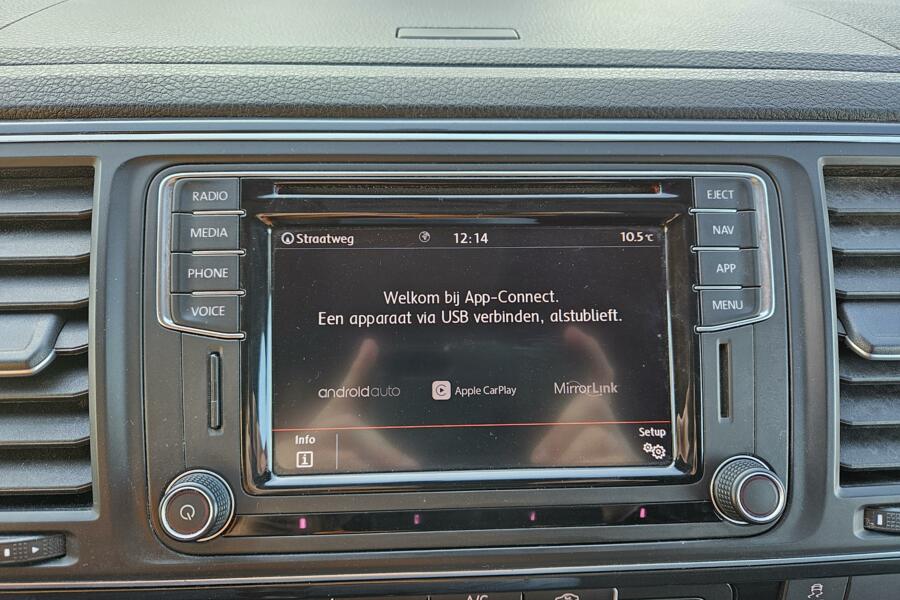 RADIO
MEDIA
PHONE
VOICE
EJECT
NAV
APP
MENU
Straatweg 12:14 10.5°C
Welkom bij App-Connect.
Een apparaat via USB verbinden, alstublieft.
androidauto Apple CarPlay MirrorLink
Info Setup
i
A/C